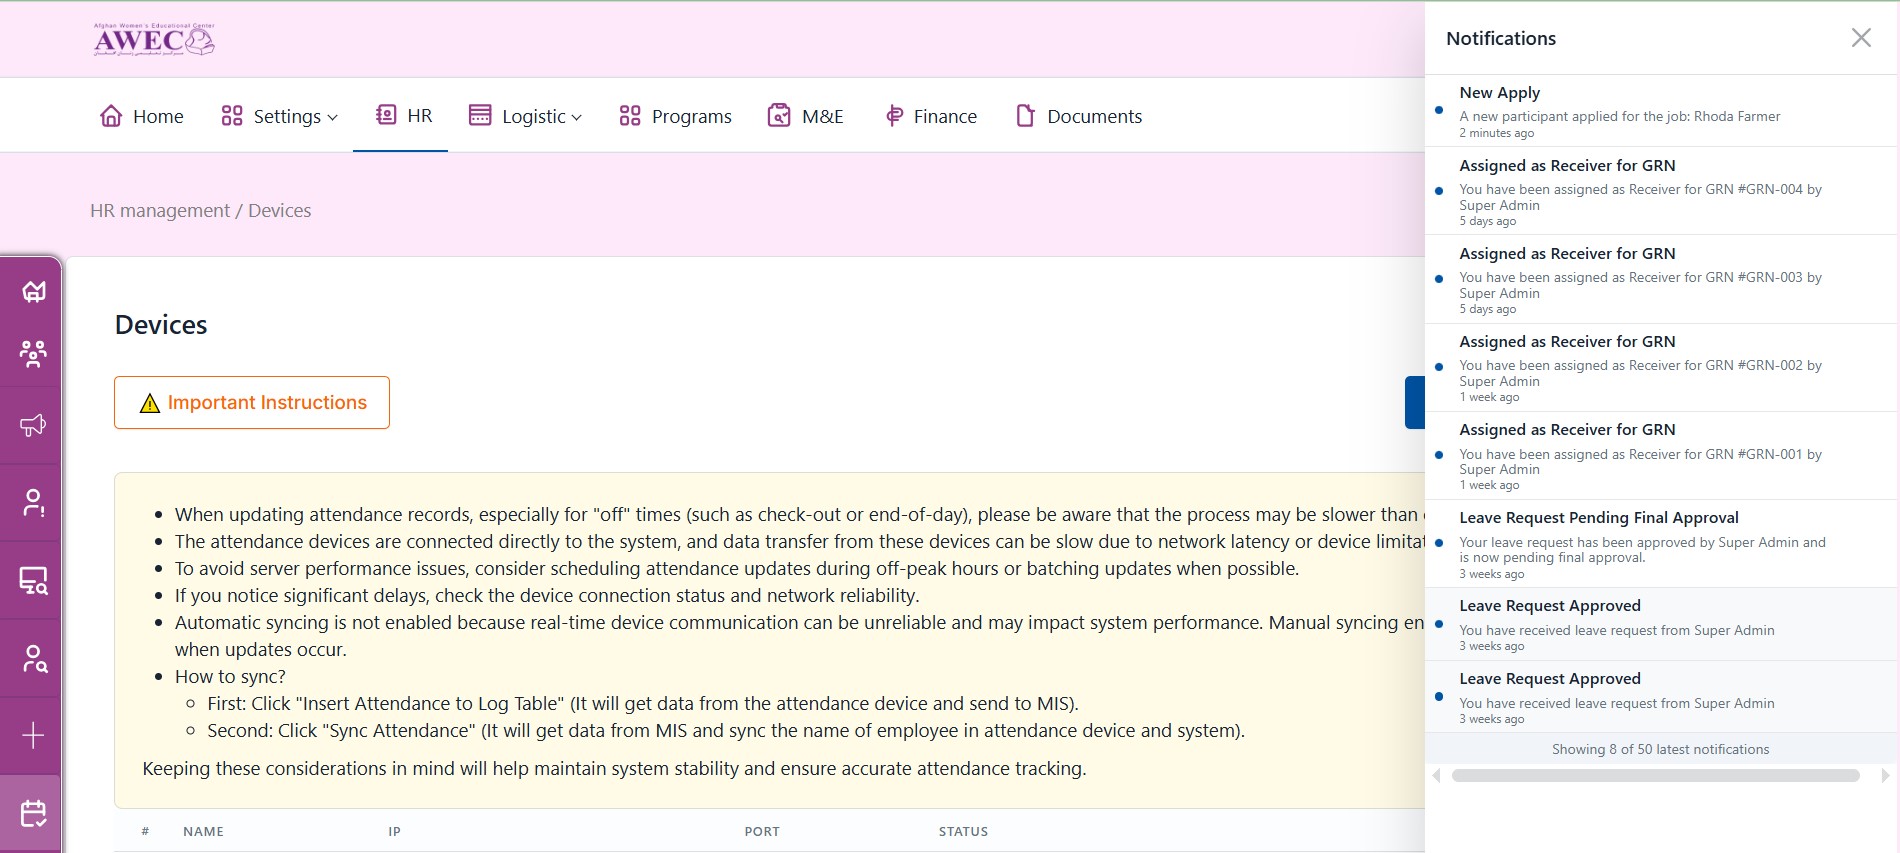 Afghan Women's Educational Center
AWEC
Home
Settings
HR
Logistic
Programs
M&E
Finance
Documents
HR management / Devices
Devices
Important Instructions
When updating attendance records, especially for "off" times (such as check-out or end-of-day), please be aware that the process may be slower than
The attendance devices are connected directly to the system, and data transfer from these devices can be slow due to network latency or device limitat
To avoid server performance issues, consider scheduling attendance updates during off-peak hours or batching updates when possible.
If you notice significant delays, check the device connection status and network reliability.
Automatic syncing is not enabled because real-time device communication can be unreliable and may impact system performance. Manual syncing en
when updates occur.
How to sync?
First: Click "Insert Attendance to Log Table" (It will get data from the attendance device and send to MIS).
Second: Click "Sync Attendance" (It will get data from MIS and sync the name of employee in attendance device and system).
Keeping these considerations in mind will help maintain system stability and ensure accurate attendance tracking.
# NAME IP PORT STATUS
Notifications
New Apply
A new participant applied for the job: Rhoda Farmer
2 minutes ago
Assigned as Receiver for GRN
You have been assigned as Receiver for GRN #GRN-004 by
Super Admin
5 days ago
Assigned as Receiver for GRN
You have been assigned as Receiver for GRN #GRN-003 by
Super Admin
5 days ago
Assigned as Receiver for GRN
You have been assigned as Receiver for GRN #GRN-002 by
Super Admin
1 week ago
Assigned as Receiver for GRN
You have been assigned as Receiver for GRN #GRN-001 by
Super Admin
1 week ago
Leave Request Pending Final Approval
Your leave request has been approved by Super Admin and
is now pending final approval.
3 weeks ago
Leave Request Approved
You have received leave request from Super Admin
3 weeks ago
Leave Request Approved
You have received leave request from Super Admin
3 weeks ago
Showing 8 of 50 latest notifications